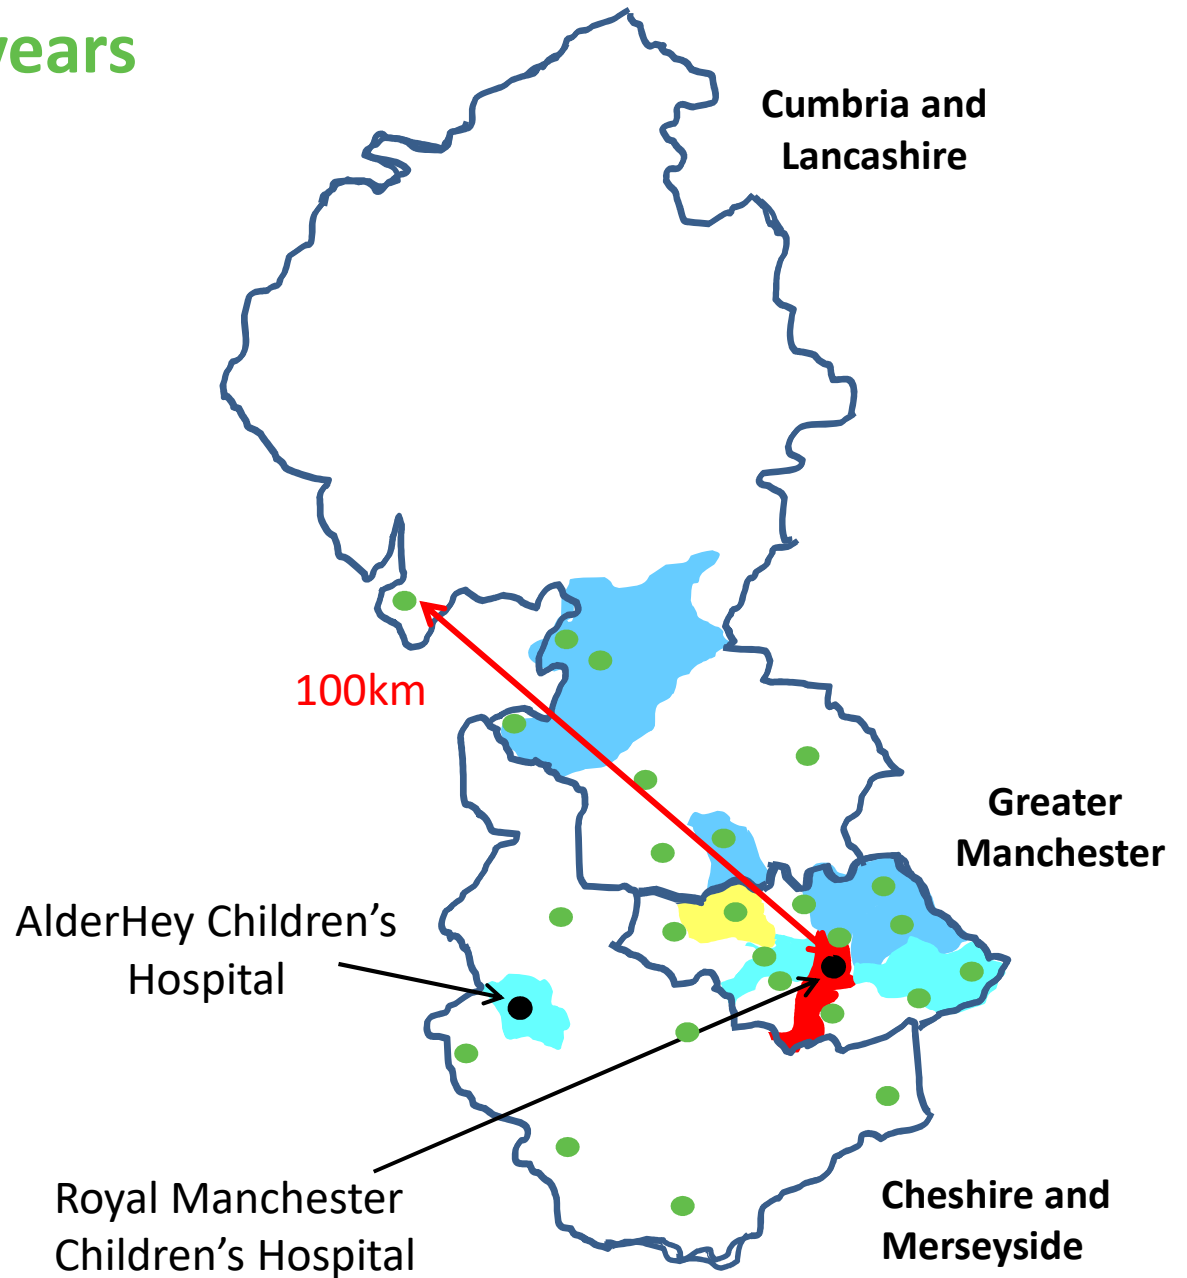 years
Cumbria and
Lancashire
100km
Greater
Manchester
AlderHey Children’s
Hospital
Royal Manchester
Children’s Hospital
Cheshire and
Merseyside